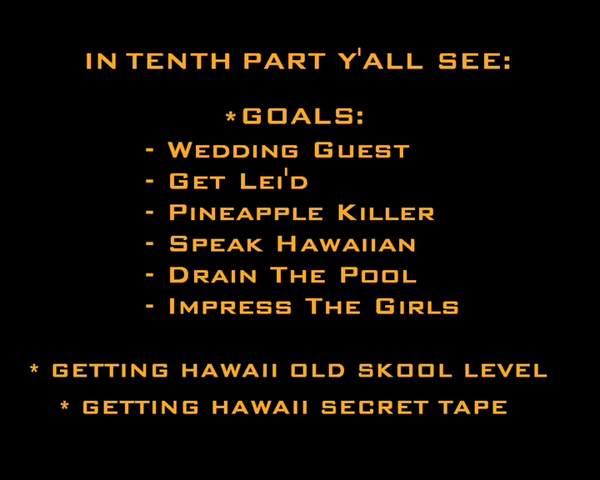 IN TENTH PART Y'ALL SEE:
*GOALS:
- WEDDING GUEST
- GET LEI'D
- PINEAPPLE KILLER
- SPEAK HAWAIIAN
- DRAIN THE POOL
- IMPRESS THE GIRLS
* GETTING HAWAII OLD SKOOL LEVEL
* GETTING HAWAII SECRET TAPE